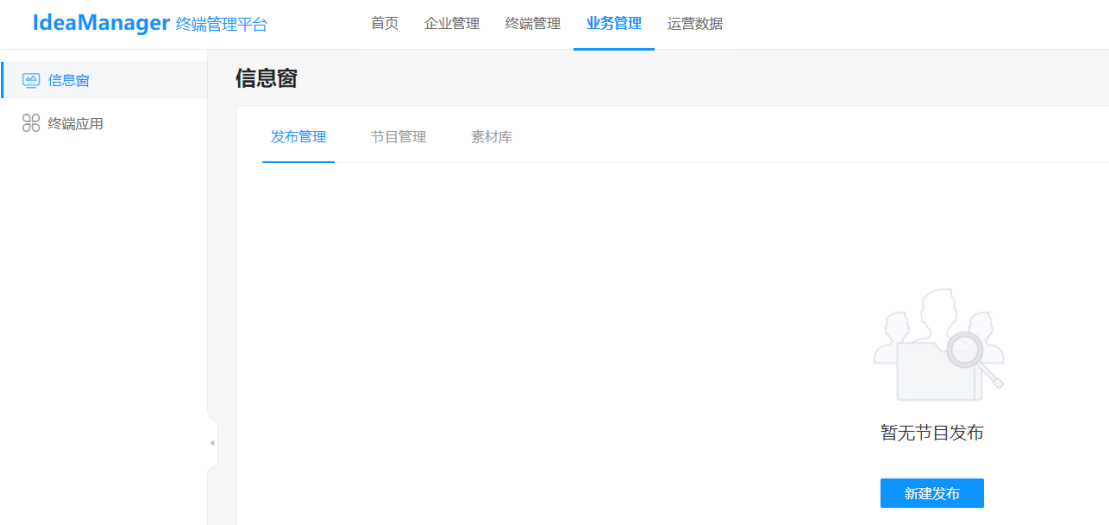 IdeaManager 终端管理平台 首页 企业管理 终端管理 业务管理 运营数据
信息窗
终端应用
信息窗
发布管理 节目管理 素材库
暂无节目发布
新建发布